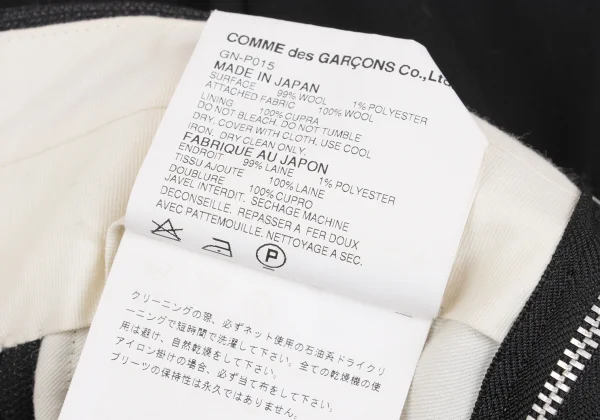 COMME des GARÇONS Co.,Ltd
GN-P015
MADE IN JAPAN
SURFACE 99% WOOL 1% POLYESTER
ATTACHED FABRIC 100% WOOL
LINING 100% CUPRA
DO NOT BLEACH. DO NOT TUMBLE
DRY. COVER WITH CLOTH. USE COOL
IRON. DRY CLEAN ONLY.
FABRIQUE AU JAPON
ENDROIT 99% LAINE 1% POLYESTER
TISSU AJOUTE 100% LAINE
DOUBLURE 100% CUPRO
JAVEL INTERDIT. SECHAGE MACHINE
DECONSEILLE. REPASSER A FER DOUX
AVEC PATTEMOUILLE. NETTOYAGE A SEC.
P
クリーニングの際、必ずネット使用の石油系ドライクリ
ーニングで短時間で洗濯して下さい。全ての乾燥機の使
用は避け、自然乾燥をして下さい。
アイロン掛けの場合、必ず当て布をして下さい。
プリーツの保持性は永久ではありません。